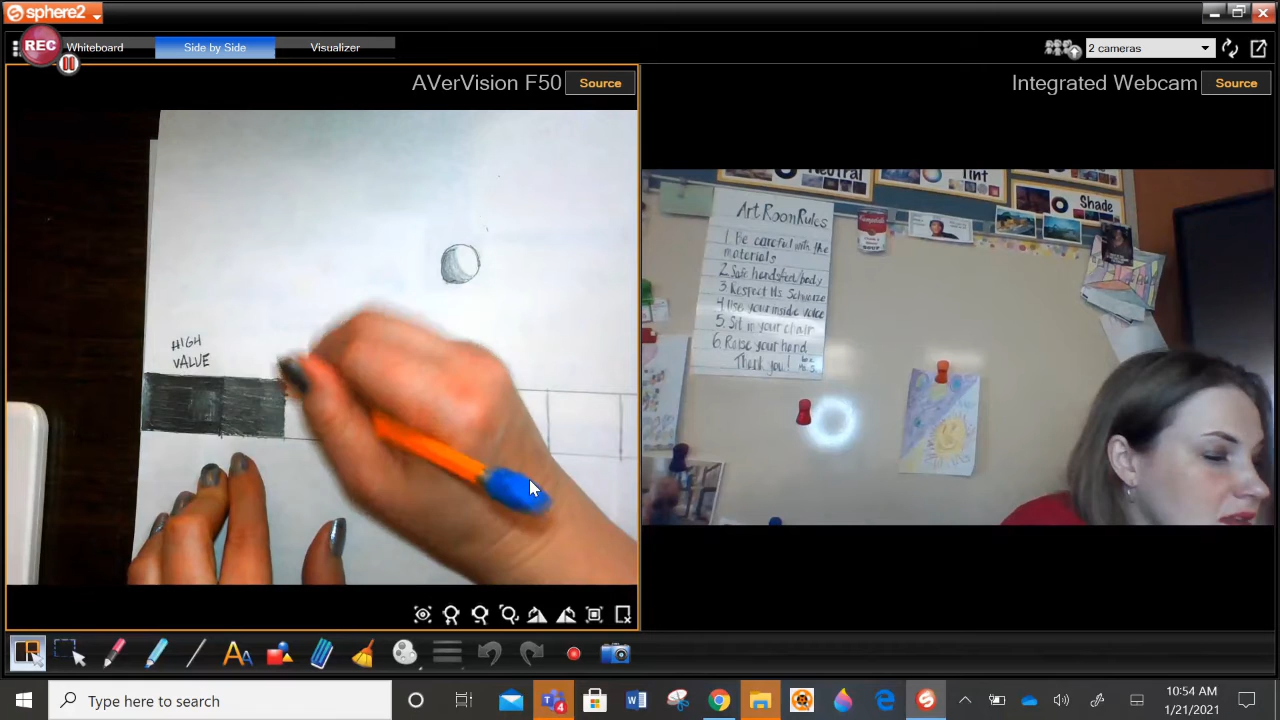 sphere2
REC
Whiteboard
Side by Side
Visualizer
2 cameras
AVerVision F50
Source
Integrated Webcam
Source
HIGH
VALUE
Neutral
Tint
Shade
Campbell's
Art Room Rules
1. Be careful with the
materials
2. Safe hands feet/body
3. Respect Ms Schwarze
4. Use your inside voice
5. Sit in your chair
6. Raise your hand
Thank you!
Type here to search
4
10:54 AM
1/21/2021